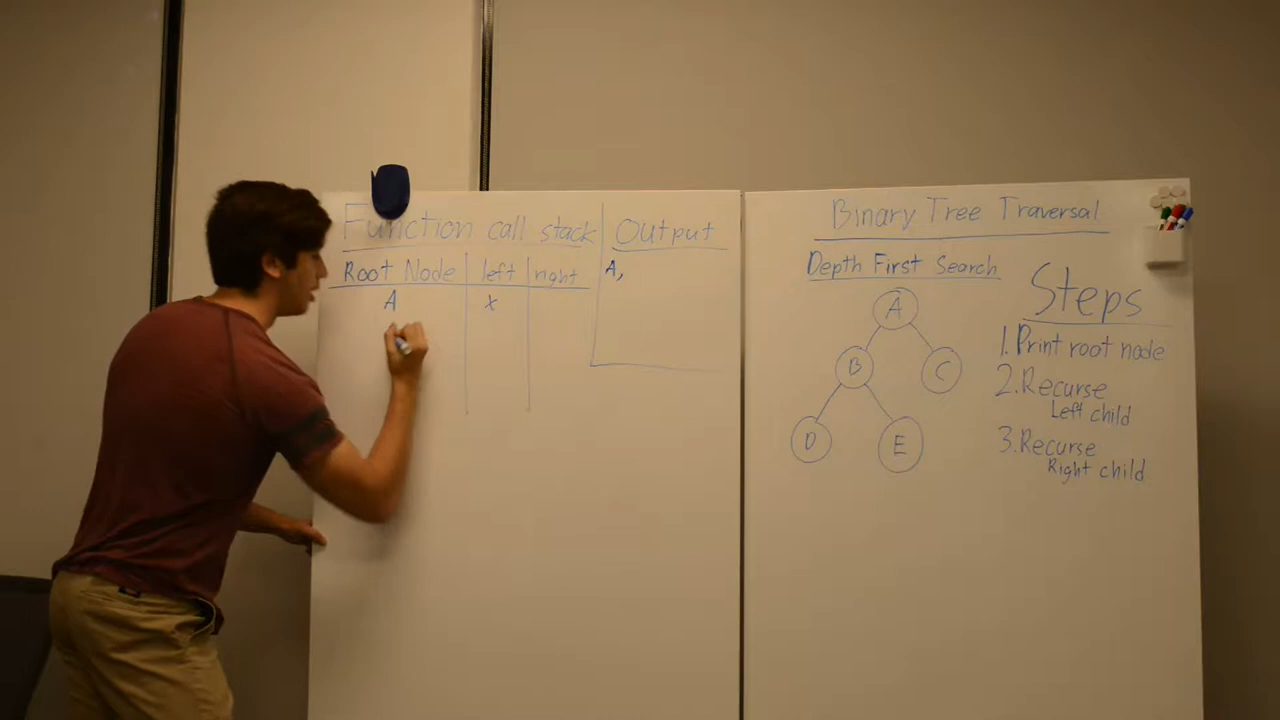 Function call stack
Output
Root Node left right
A,
A x
Binary Tree Traversal
Depth First Search
A
B C
D E
Steps
1. Print root node
2. Recurse
Left child
3. Recurse
Right child